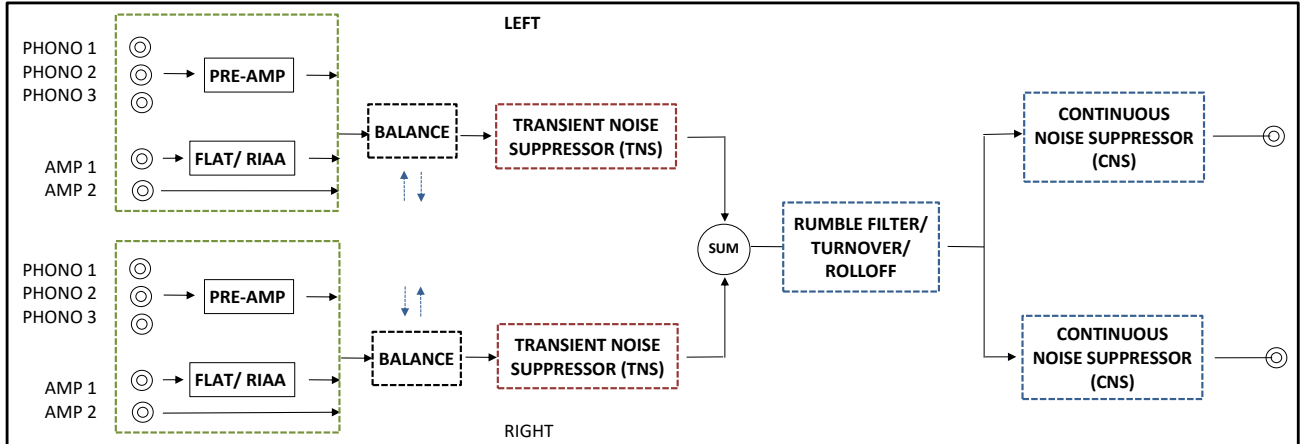 LEFT
PHONO 1
PHONO 2
PHONO 3
PRE-AMP
AMP 1
AMP 2
FLAT/ RIAA
BALANCE
TRANSIENT NOISE
SUPPRESSOR (TNS)
PHONO 1
PHONO 2
PHONO 3
PRE-AMP
AMP 1
AMP 2
FLAT/ RIAA
BALANCE
TRANSIENT NOISE
SUPPRESSOR (TNS)
RIGHT
SUM
RUMBLE FILTER/
TURNOVER/
ROLLOFF
CONTINUOUS
NOISE SUPPRESSOR
(CNS)
CONTINUOUS
NOISE SUPPRESSOR
(CNS)